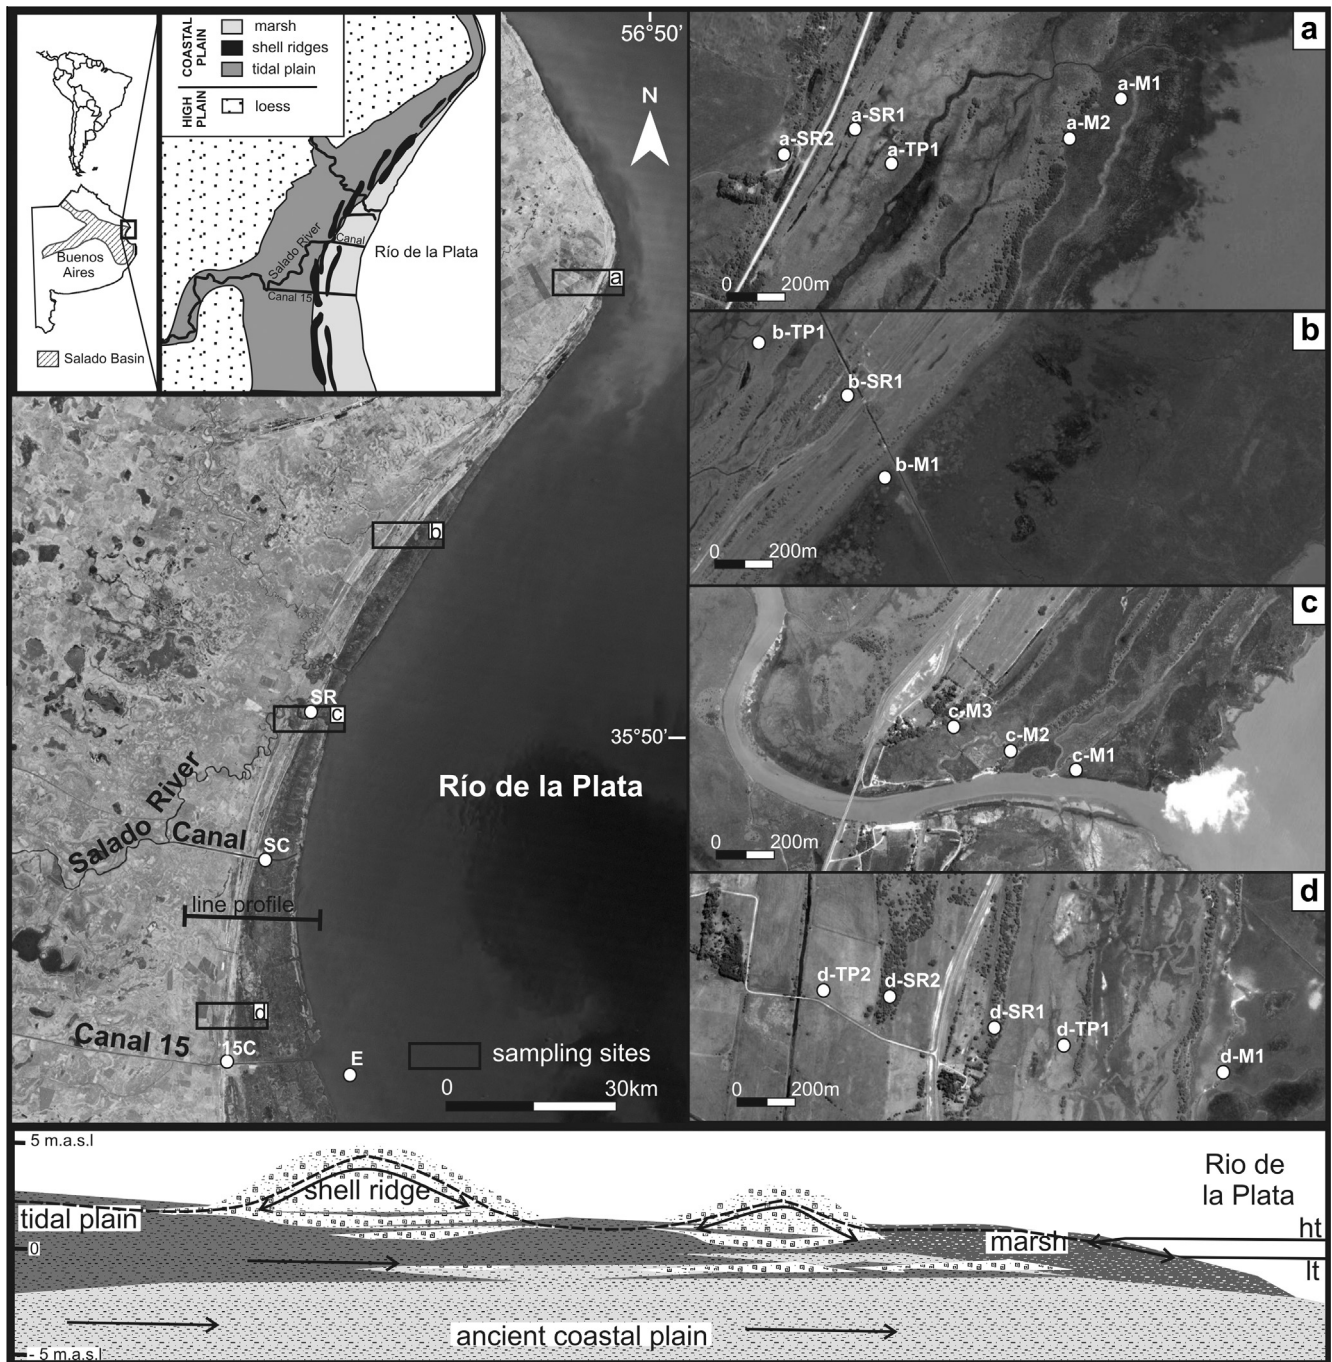 COASTAL
PLAIN
marsh
shell ridges
tidal plain
HIGH
PLAIN
loess
Salado River
Canal
Canal 15
Río de la Plata
Buenos
Aires
Salado Basin
56°50'
N
a
b
SR
c
35°50'
Río de la Plata
Salado River
Canal
SC
line profile
d
Canal 15
15C
E
sampling sites
0 30km
a
a-M1
a-M2
a-SR1
a-SR2
a-TP1
0 200m
b
b-TP1
b-SR1
b-M1
0 200m
c
c-M3
c-M2
c-M1
0 200m
d
d-TP2
d-SR2
d-SR1
d-TP1
d-M1
0 200m
5 m.a.s.l
shell ridge
Rio de
la Plata
tidal plain
ht
marsh
0
lt
ancient coastal plain
- 5 m.a.s.l